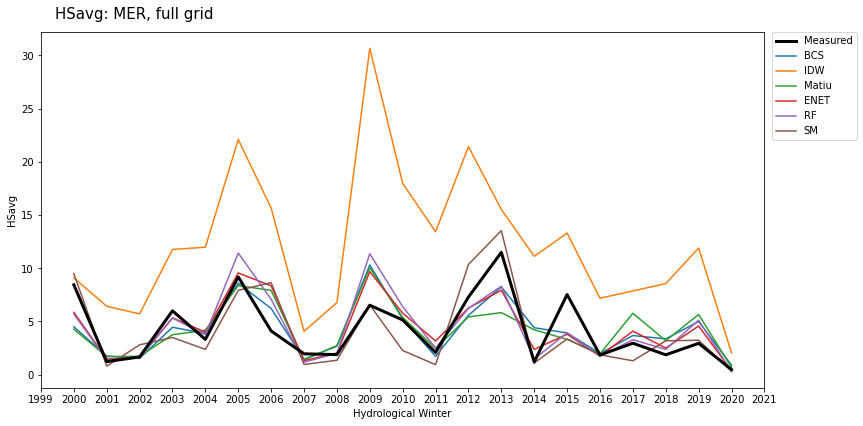 HSavg: MER, full grid
Measured
BCS
IDW
Matiu
ENET
RF
SM
30
25
20
15
10
5
0
HSavg
1999 2000 2001 2002 2003 2004 2005 2006 2007 2008 2009 2010 2011 2012 2013 2014 2015 2016 2017 2018 2019 2020 2021
Hydrological Winter